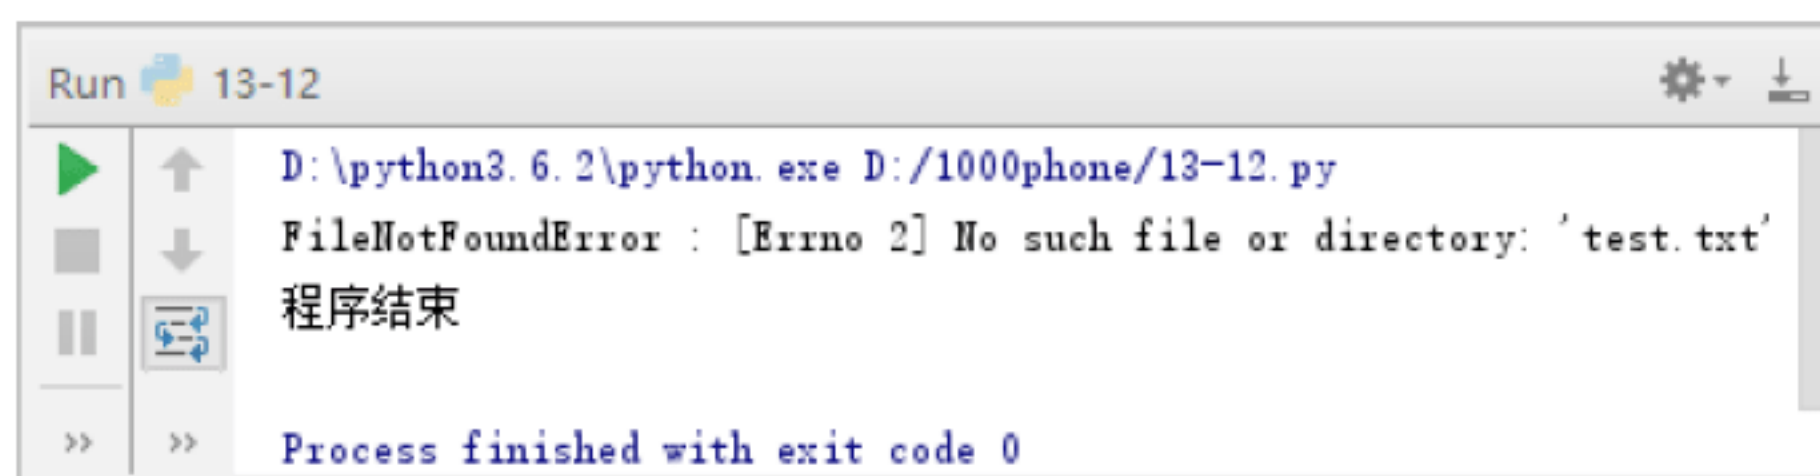 Run 13-12
D:\python3.6.2\python.exe D:/1000phone/13-12.py
FileNotFoundError : [Errno 2] No such file or directory: 'test.txt'
程序结束
Process finished with exit code 0